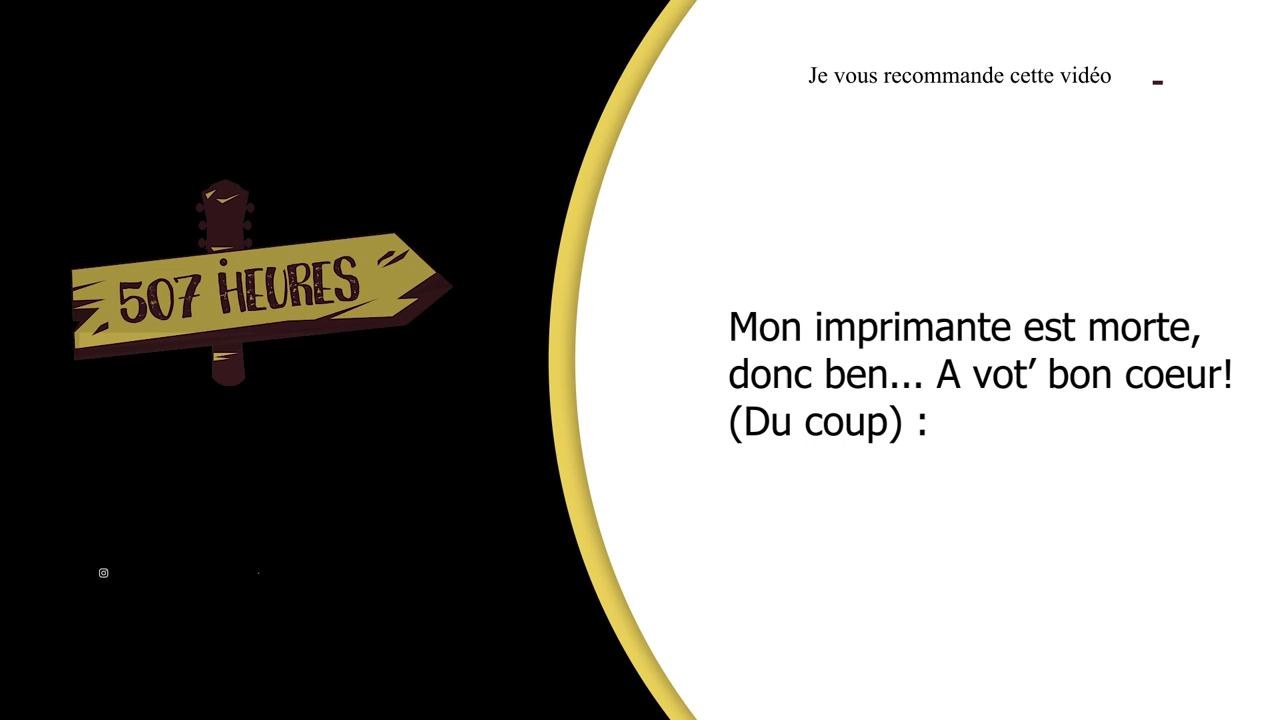 507 HEURES
Je vous recommande cette vidéo
Mon imprimante est morte,
donc ben... A vot’ bon coeur!
(Du coup) :